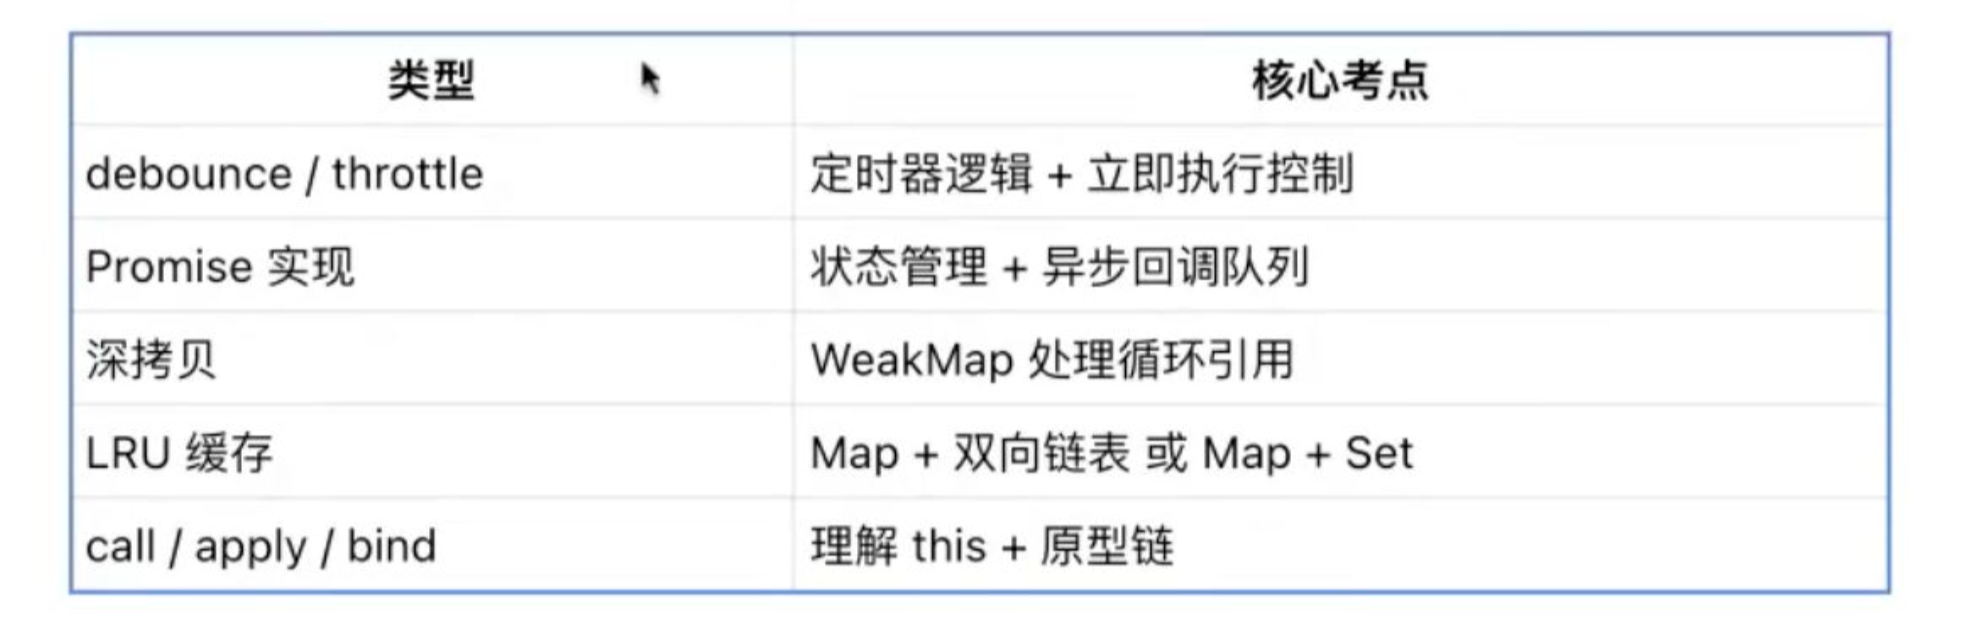 类型 核心考点
debounce / throttle 定时器逻辑 + 立即执行控制
Promise 实现 状态管理 + 异步回调队列
深拷贝 WeakMap 处理循环引用
LRU 缓存 Map + 双向链表 或 Map + Set
call / apply / bind 理解 this + 原型链